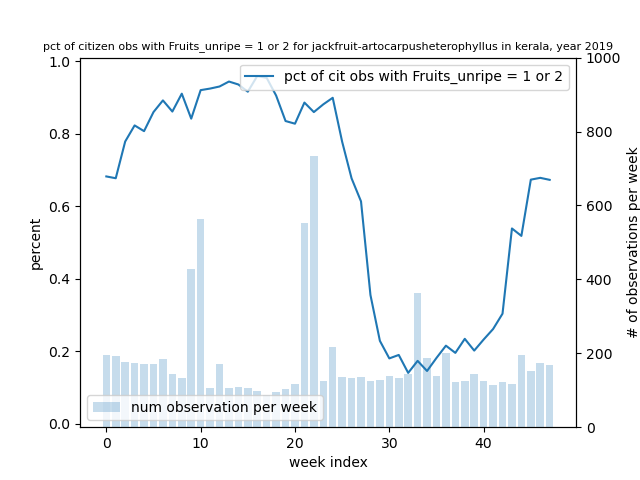 pct of citizen obs with Fruits_unripe = 1 or 2 for jackfruit-artocarpusheterophyllus in kerala, year 2019
pct of cit obs with Fruits_unripe = 1 or 2
num observation per week
percent
1.0
0.8
0.6
0.4
0.2
0.0
0 10 20 30 40
week index
1000
800
600
400
200
0
# of observations per week